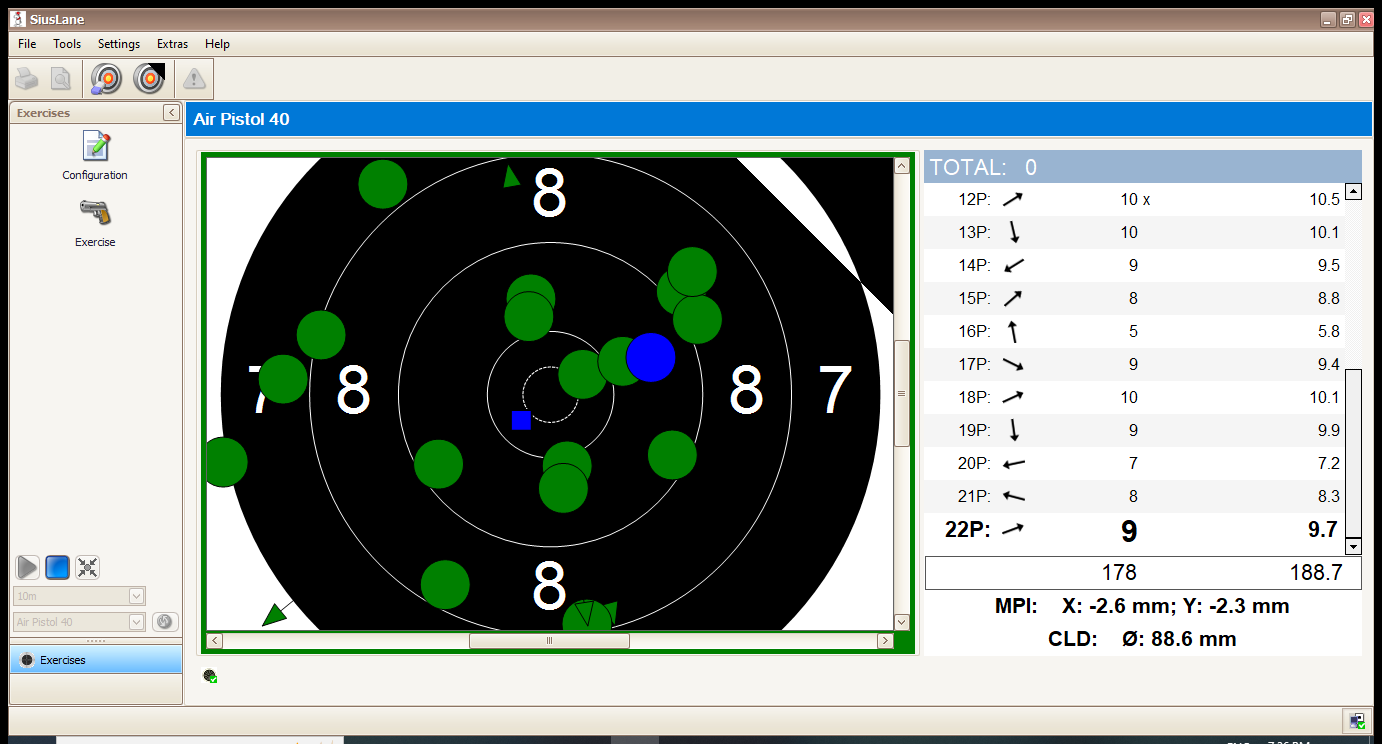 SiusLane
File Tools Settings Extras Help
Exercises
Configuration
Exercise
10m
Air Pistol 40
Exercises
Air Pistol 40
8
7 8 8 7
8
TOTAL: 0
12P: 10 x 10.5
13P: 10 10.1
14P: 9 9.5
15P: 8 8.8
16P: 5 5.8
17P: 9 9.4
18P: 10 10.1
19P: 9 9.9
20P: 7 7.2
21P: 8 8.3
22P: 9 9.7
178 188.7
MPI: X: -2.6 mm; Y: -2.3 mm
CLD: Ø: 88.6 mm